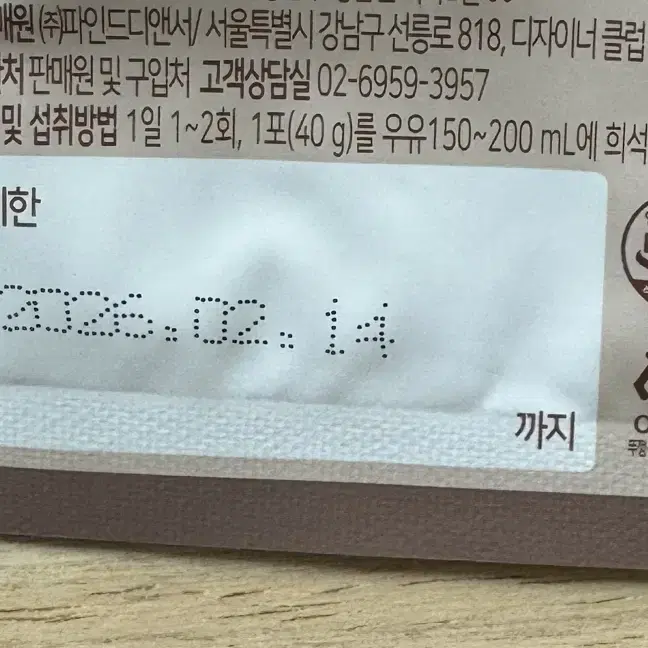 매원 (주)파인드디앤서/ 서울특별시 강남구 선릉로 818, 디자이너 클럽
처 판매원 및 구입처 고객상담실 02-6959-3957
및 섭취방법 1일 1~2회, 1포(40 g)를 우유150~200 mL에 희석
한
2026.02.14
까지